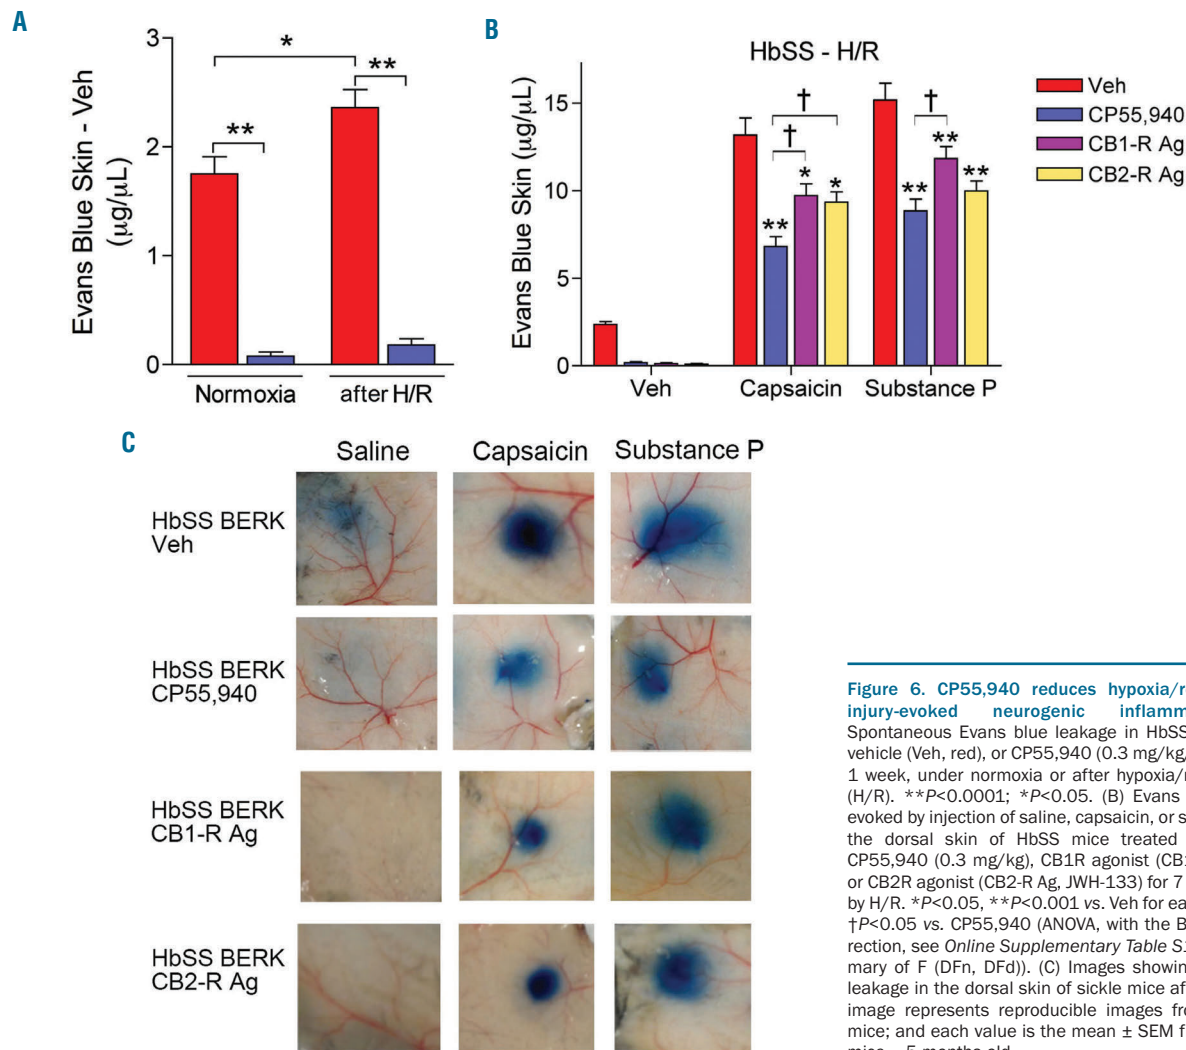 A
Evans Blue Skin - Veh
(µg/µL)
3
2
1
0
*
**
**
Normoxia
after H/R
B
HbSS - H/R
Evans Blue Skin (µg/µL)
15
10
5
0
†
†
†
**
*
*
**
**
**
Veh
Capsaicin
Substance P
Veh
CP55,940
CB1-R Ag
CB2-R Ag
C
Saline
Capsaicin
Substance P
HbSS BERK
Veh
HbSS BERK
CP55,940
HbSS BERK
CB1-R Ag
HbSS BERK
CB2-R Ag
Figure 6. CP55,940 reduces hypoxia/r
injury-evoked neurogenic inflamm
Spontaneous Evans blue leakage in HbSS
vehicle (Veh, red), or CP55,940 (0.3 mg/kg,
1 week, under normoxia or after hypoxia/r
(H/R). **P<0.0001; *P<0.05. (B) Evans
evoked by injection of saline, capsaicin, or s
the dorsal skin of HbSS mice treated
CP55,940 (0.3 mg/kg), CB1R agonist (CB1
or CB2R agonist (CB2-R Ag, JWH-133) for 7
by H/R. *P<0.05, **P<0.001 vs. Veh for ea
†P<0.05 vs. CP55,940 (ANOVA, with the B
rection, see Online Supplementary Table S1
mary of F (DFn, DFd)). (C) Images showin
leakage in the dorsal skin of sickle mice af
image represents reproducible images fr
mice; and each value is the mean ± SEM f